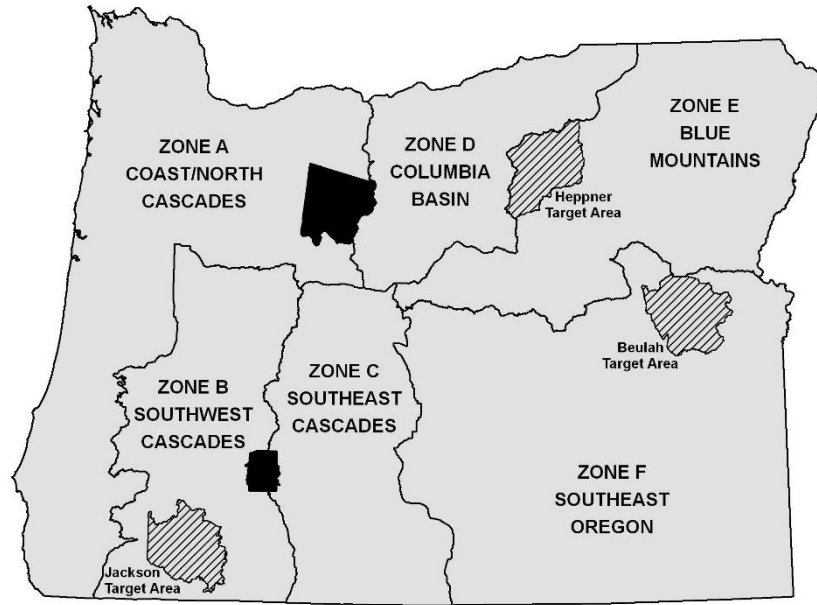 ZONE A
COAST/NORTH
CASCADES
ZONE D
COLUMBIA
BASIN
ZONE E
BLUE
MOUNTAINS
Heppner
Target Area
Beulah
Target Area
ZONE B
SOUTHWEST
CASCADES
ZONE C
SOUTHEAST
CASCADES
ZONE F
SOUTHEAST
OREGON
Jackson
Target Area